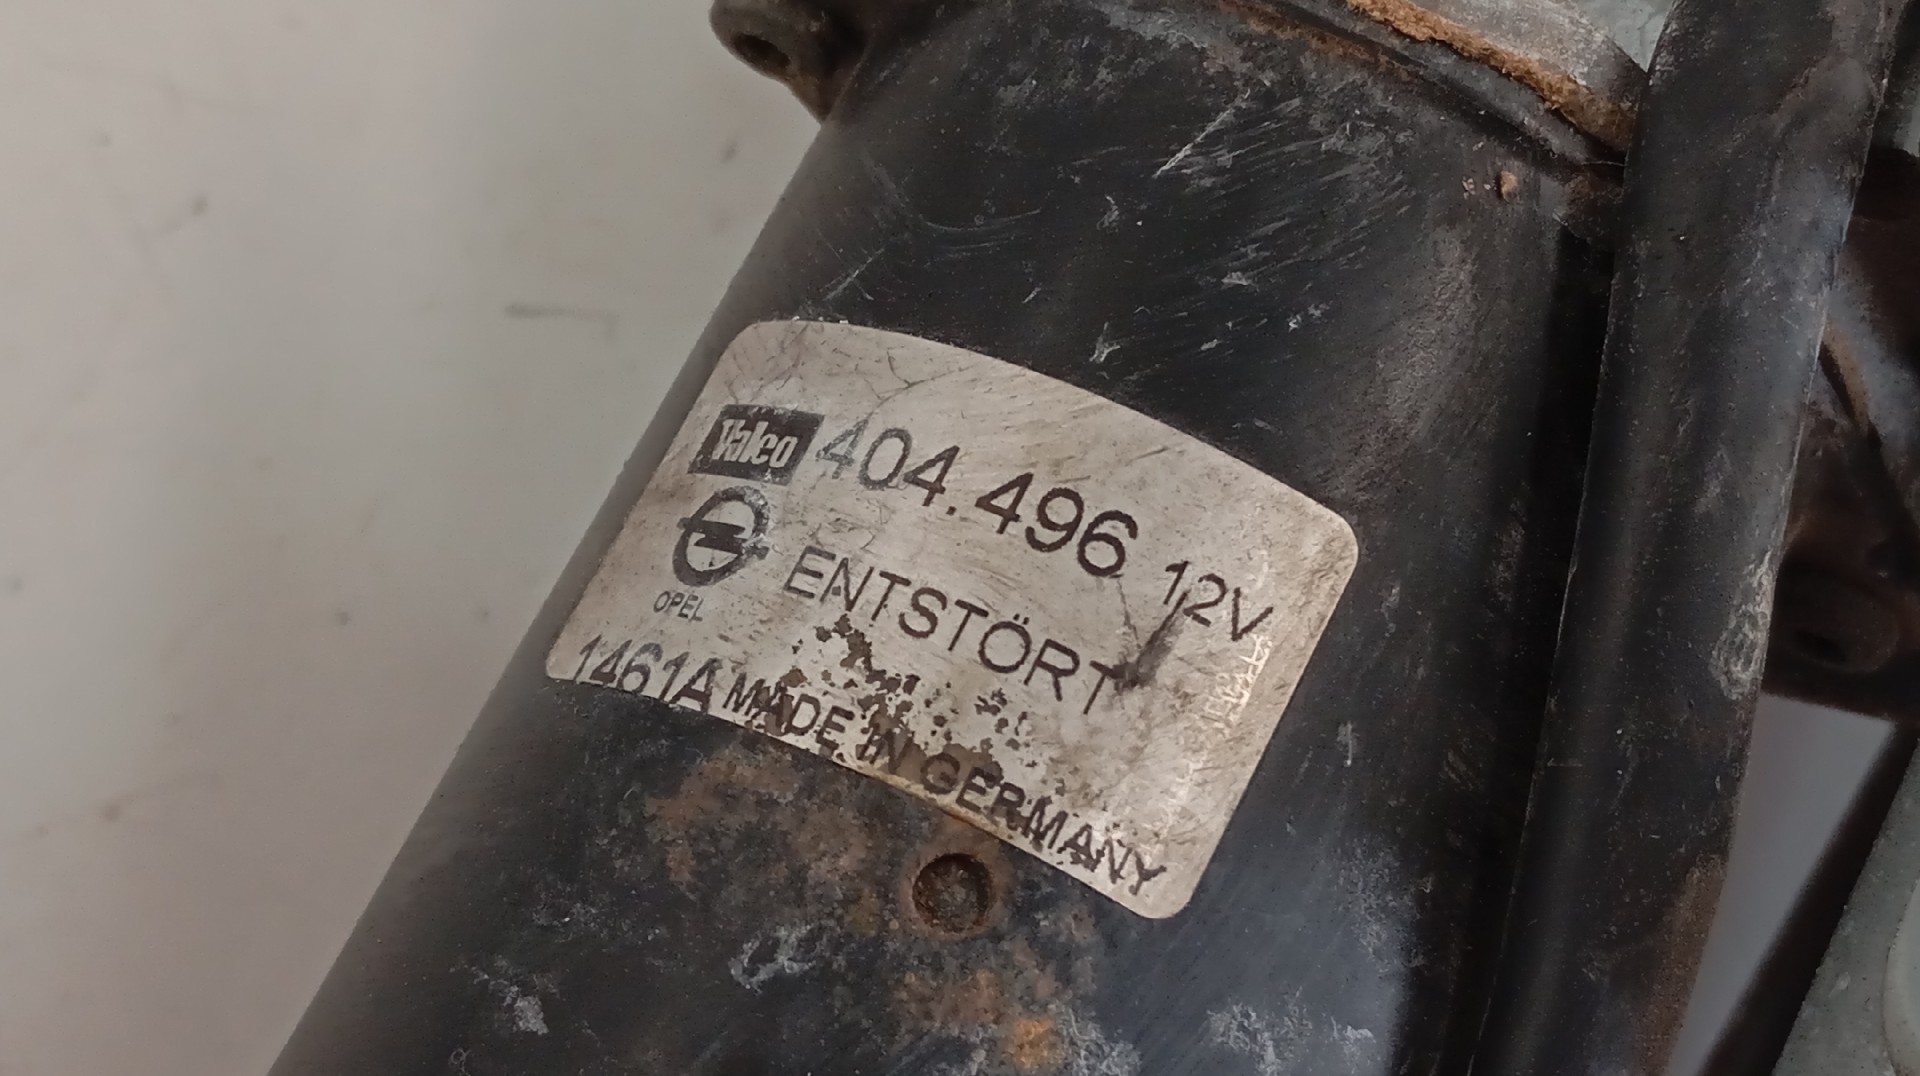 Valeo 404.496 12V
ENTSTÖRT
OPEL
1461A MADE IN GERMANY